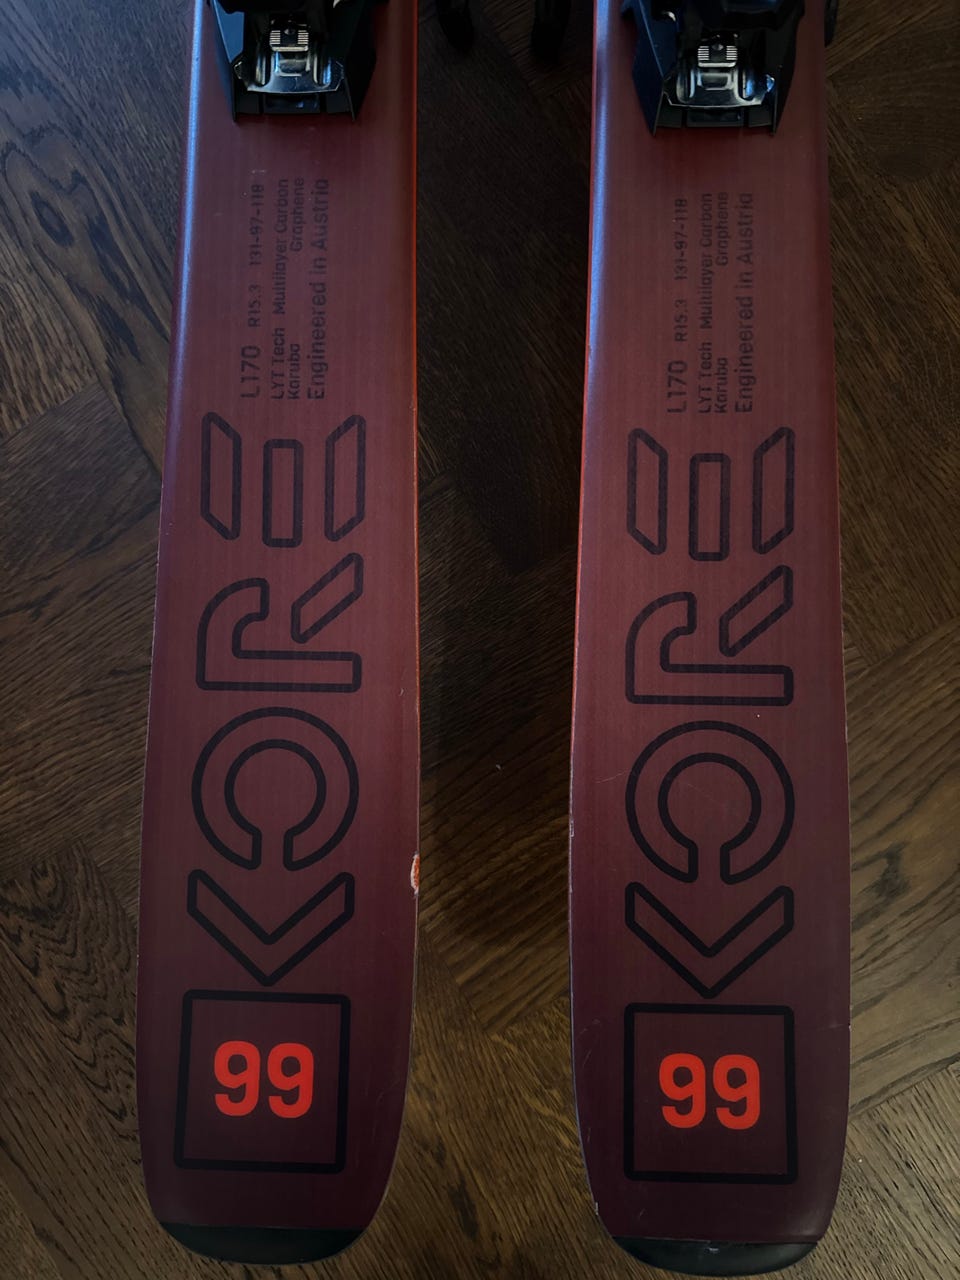 L170 R15.3 131-97-118
LYT Tech Multilayer Carbon
Karuba Graphene
Engineered in Austria
KORE
99
L170 R15.3 131-97-118
LYT Tech Multilayer Carbon
Karuba Graphene
Engineered in Austria
KORE
99